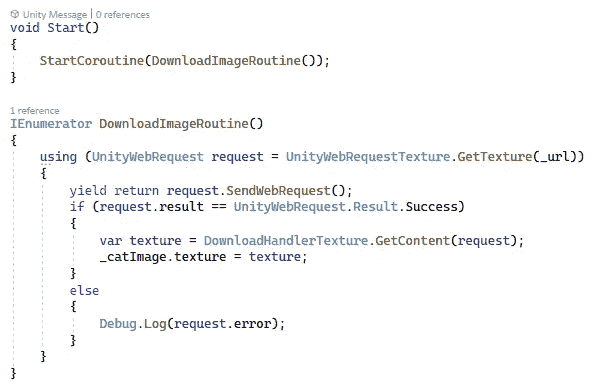 Unity Message | 0 references
void Start()
{
    StartCoroutine(DownloadImageRoutine());
}
1 reference
IEnumerator DownloadImageRoutine()
{
    using (UnityWebRequest request = UnityWebRequestTexture.GetTexture(_url))
    {
        yield return request.SendWebRequest();
        if (request.result == UnityWebRequest.Result.Success)
        {
            var texture = DownloadHandlerTexture.GetContent(request);
            _catImage.texture = texture;
        }
        else
        {
            Debug.Log(request.error);
        }
    }
}